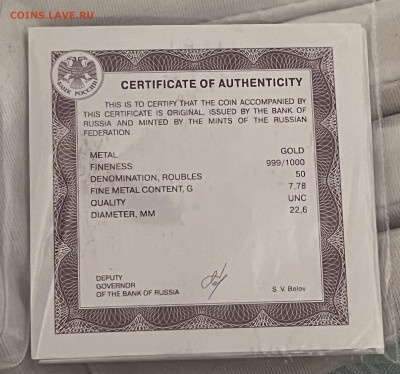 COINS.LAVE.RU
БАНК РОССИИ
CERTIFICATE OF AUTHENTICITY
THIS IS TO CERTIFY THAT THE COIN ACCOMPANIED BY
THIS CERTIFICATE IS ORIGINAL, ISSUED BY THE BANK OF
RUSSIA AND MINTED BY THE MINTS OF THE RUSSIAN
FEDERATION.
METAL GOLD
FINENESS 999/1000
DENOMINATION, ROUBLES 50
FINE METAL CONTENT, G 7,78
QUALITY UNC
DIAMETER, MM 22,6
DEPUTY
GOVERNOR
OF THE BANK OF RUSSIA S. V. Belov